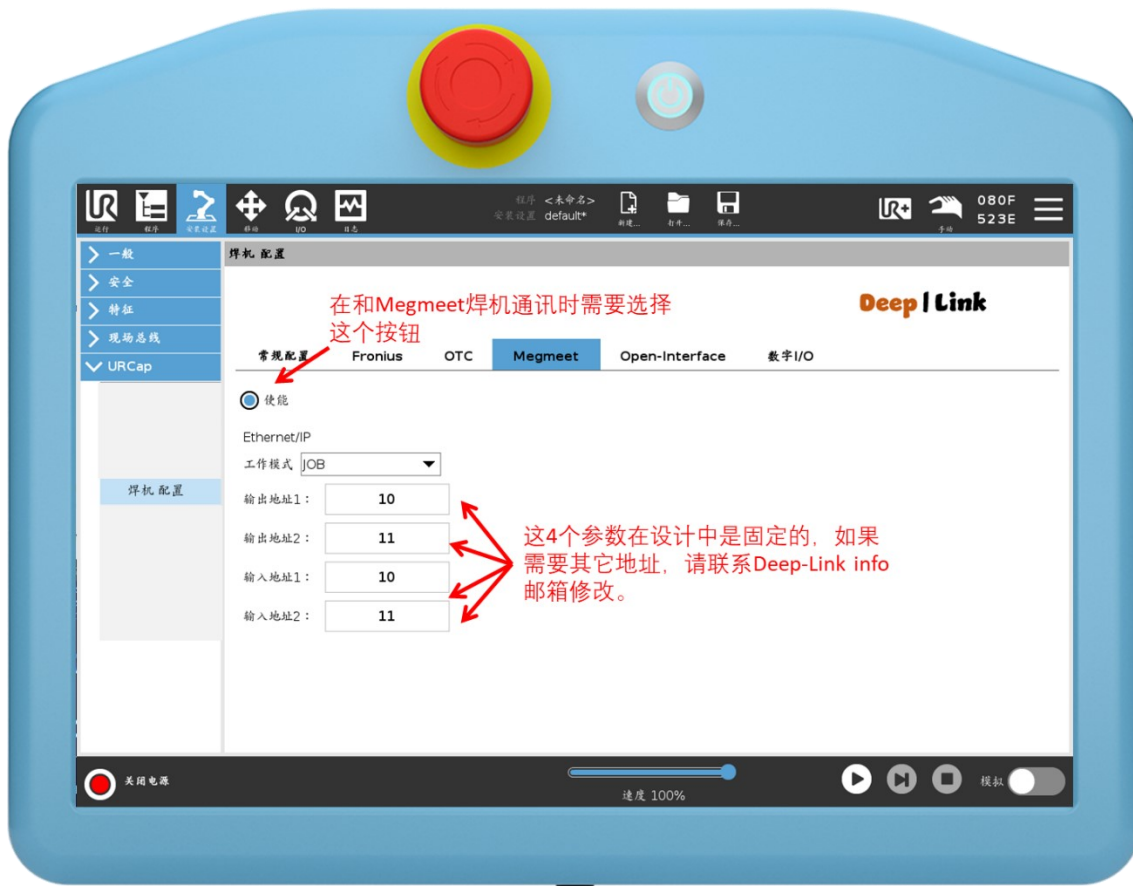 程序 <未命名>
安装设置 default*
UR+
080F
523E
运行 程序 安装设置 移动 I/O 日志 新建... 打开... 保存... 手动
一般
安全
特征
现场总线
URCap
焊机 配置
焊机 配置
Deep | Link
在和Megmeet焊机通讯时需要选择
这个按钮
常规配置 Fronius OTC Megmeet Open-Interface 数字I/O
使能
Ethernet/IP
工作模式 JOB
输出地址1： 10
输出地址2： 11
输入地址1： 10
输入地址2： 11
这4个参数在设计中是固定的，如果
需要其它地址，请联系Deep-Link info
邮箱修改。
关闭电源
速度 100%
模拟